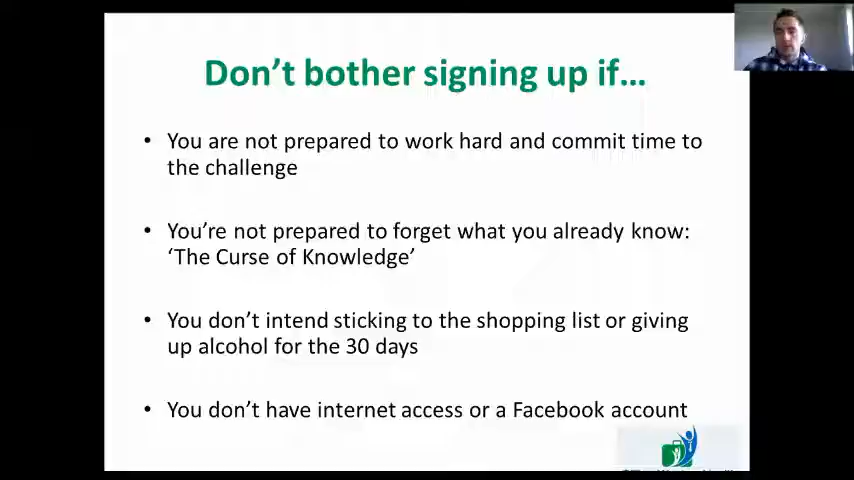 Don't bother signing up if...
• You are not prepared to work hard and commit time to
the challenge
• You're not prepared to forget what you already know:
'The Curse of Knowledge'
• You don't intend sticking to the shopping list or giving
up alcohol for the 30 days
• You don't have internet access or a Facebook account